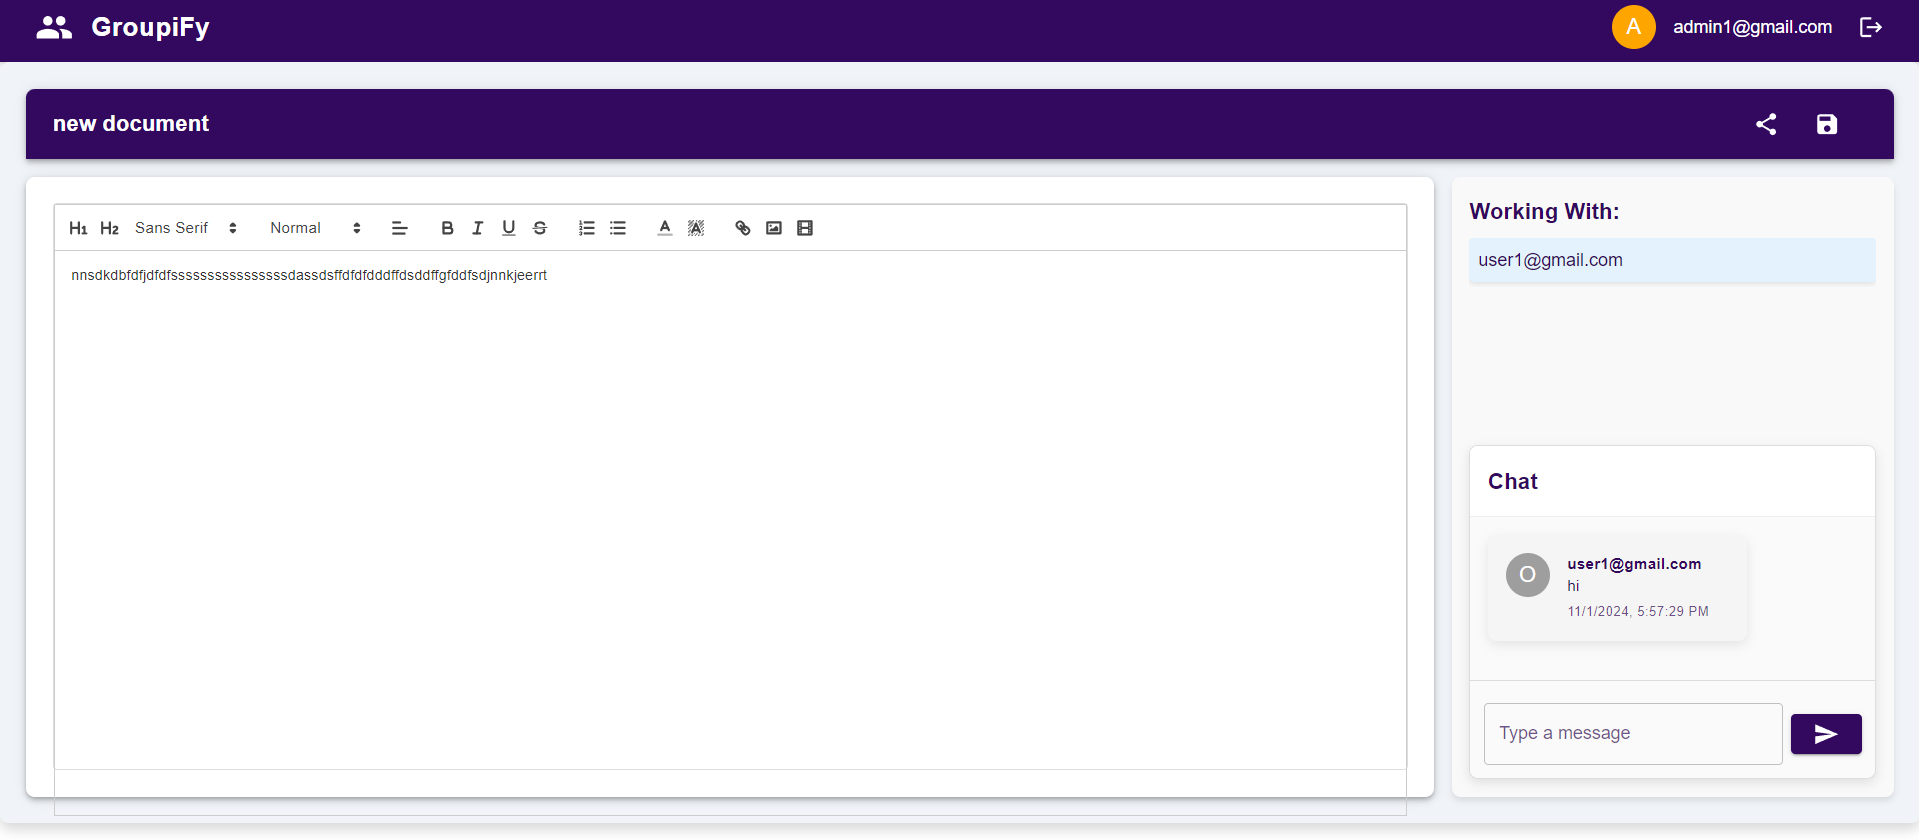 GroupiFy
A admin1@gmail.com
new document
H1 H2 Sans Serif Normal B I U S A A
nnsdkdbfdfjdfdfssssssssssssssssdassdsffdfdfdddffdsddffgfddfsdjnnkjeerrt
Working With:
user1@gmail.com
Chat
O
user1@gmail.com
hi
11/1/2024, 5:57:29 PM
Type a message